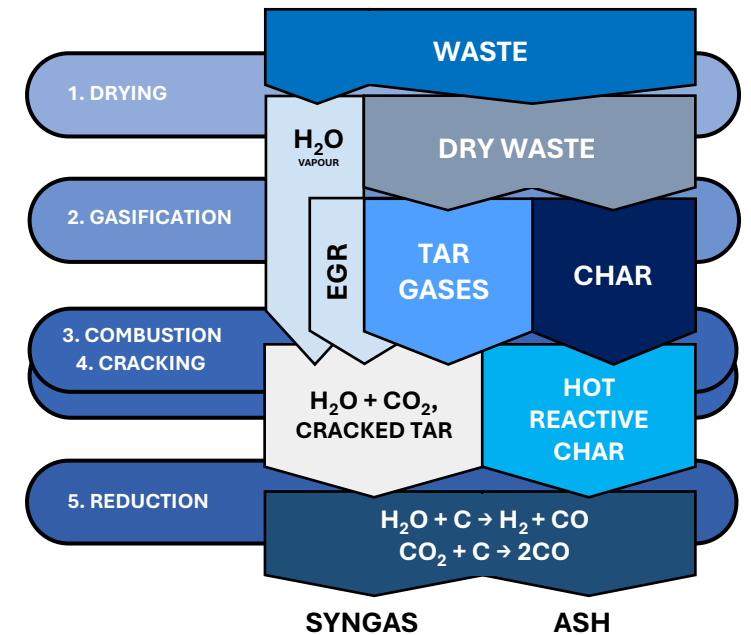 WASTE
1. DRYING
H₂O
VAPOUR
DRY WASTE
2. GASIFICATION
EGR
TAR
GASES
CHAR
3. COMBUSTION
4. CRACKING
H₂O + CO₂,
CRACKED TAR
HOT
REACTIVE
CHAR
5. REDUCTION
H₂O + C → H₂ + CO
CO₂ + C → 2CO
SYNGAS
ASH